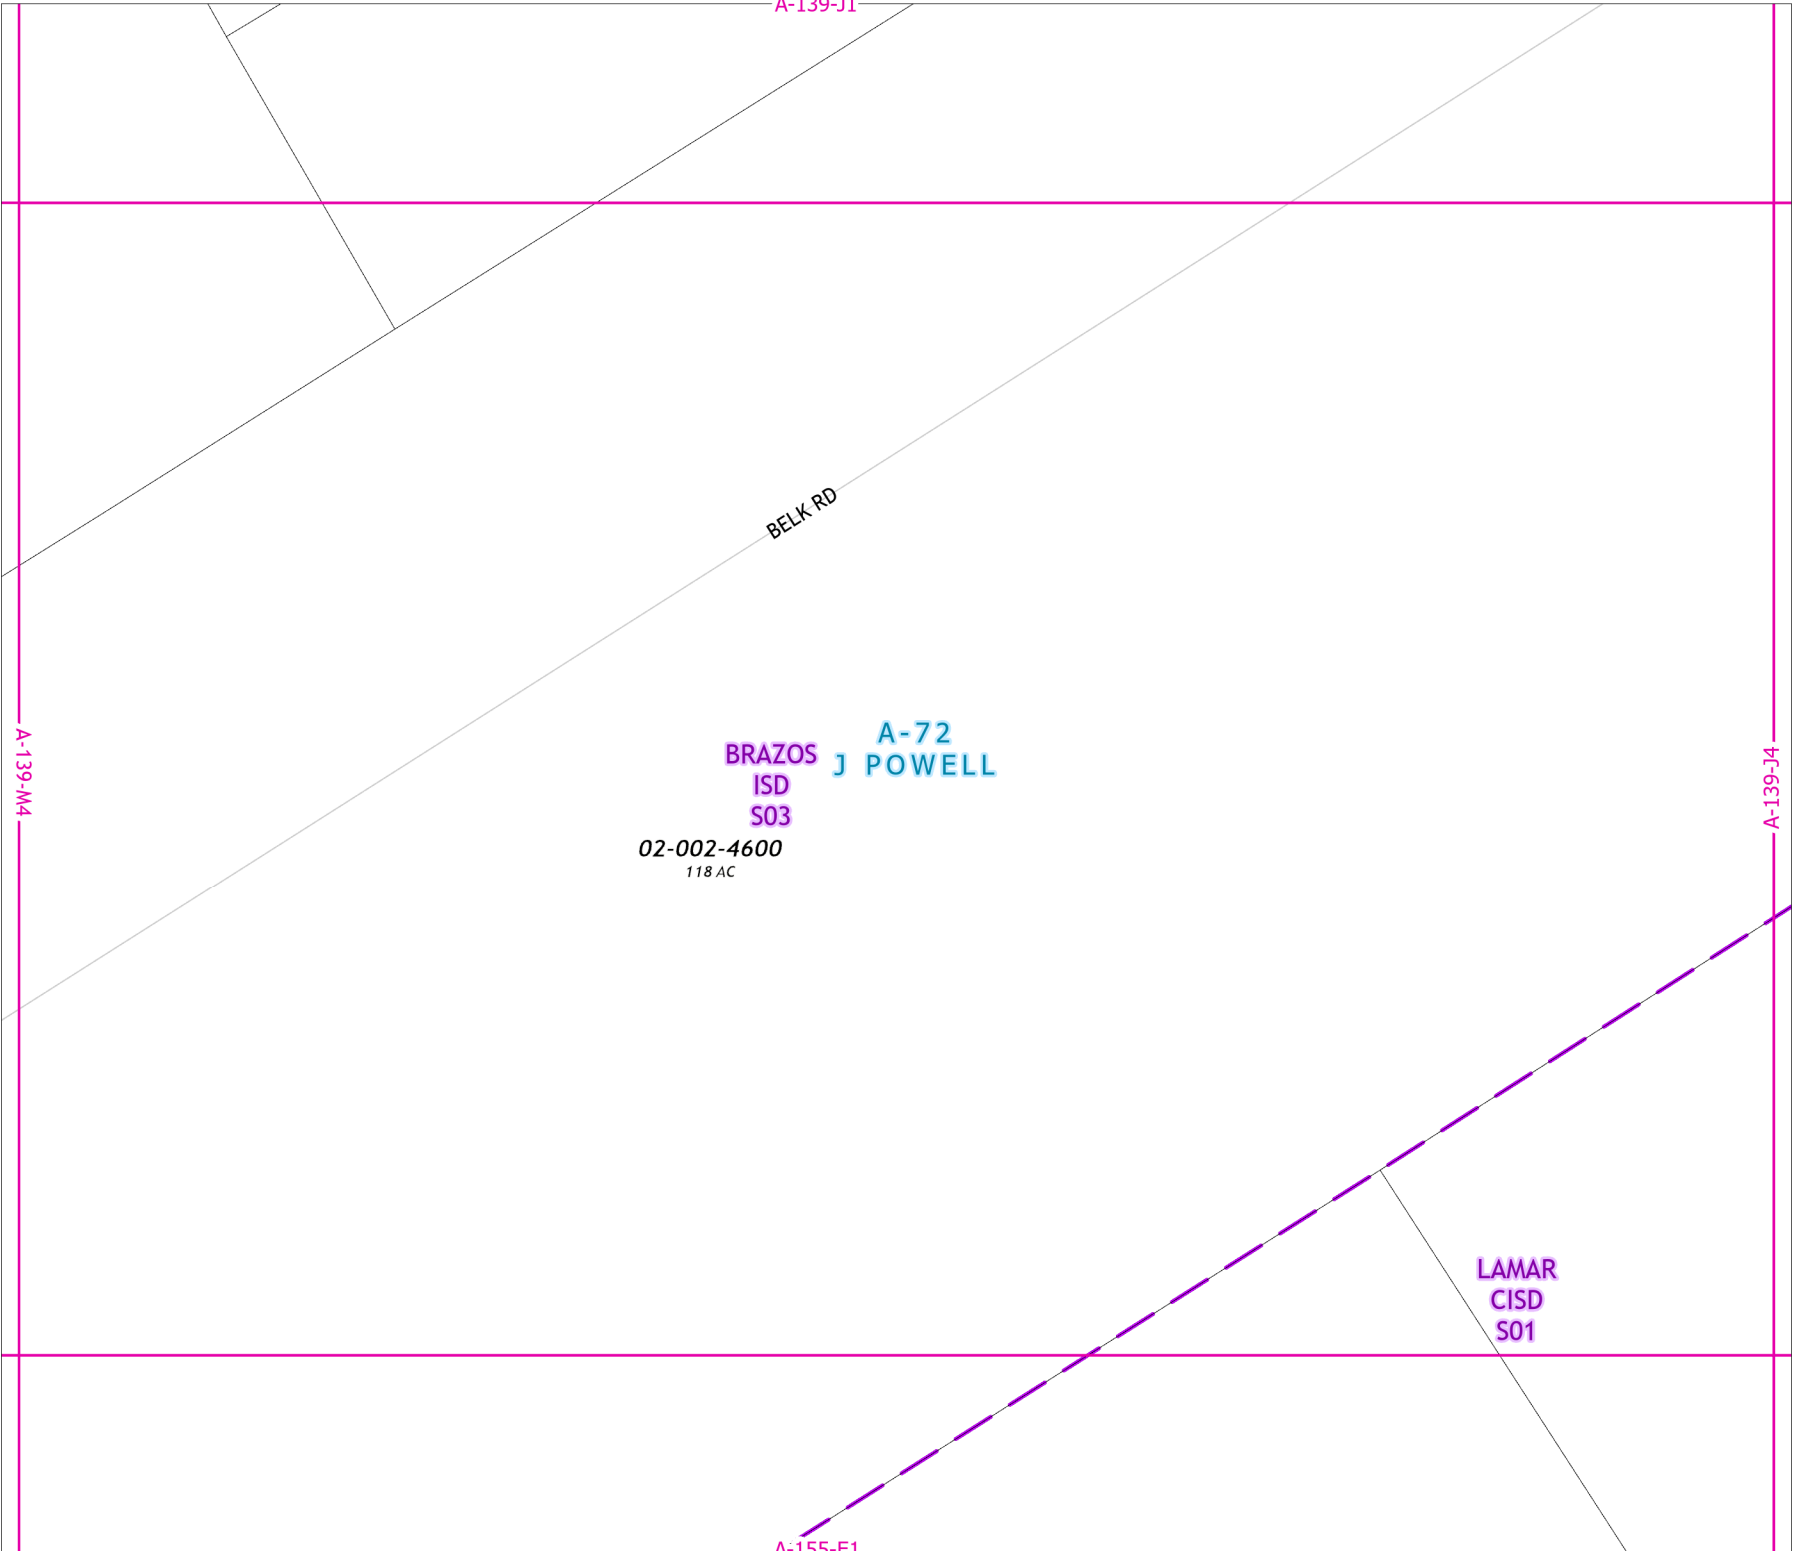 A-139-J1
BELK RD
A-139-M4
A-72
J POWELL
BRAZOS
ISD
S03
A-139-J4
02-002-4600
118 AC
LAMAR
CISD
S01
A-155-E1